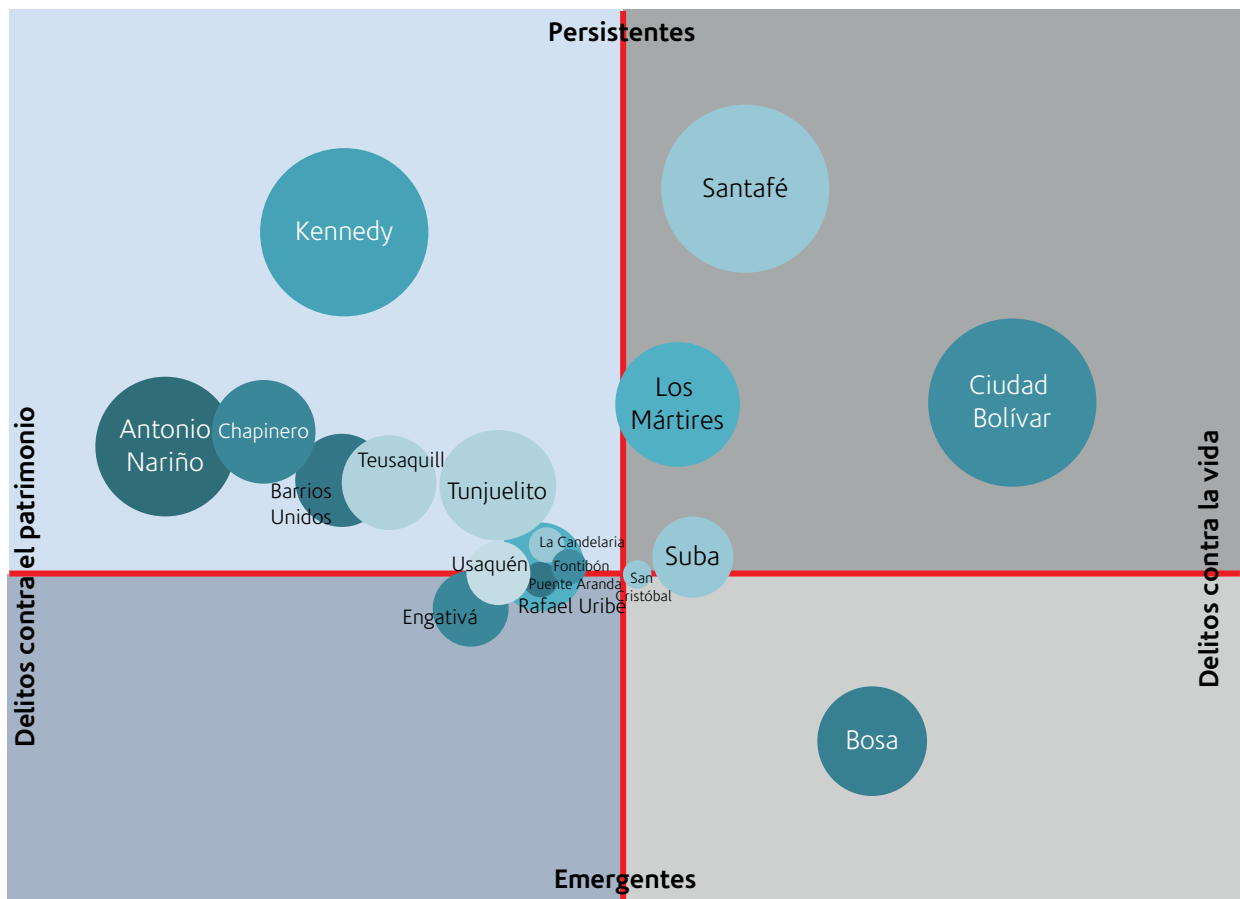 Persistentes
Santafé
Kennedy
Ciudad
Bolívar
Los
Mártires
Antonio
Nariño
Chapinero
Teusaquill
Barrios
Unidos
Tunjuelito
La Candelaria
Suba
Usaquén
Fontibón
Puente Aranda
San
Cristóbal
Rafael Uribe
Engativá
Bosa
Emergentes
Delitos contra el patrimonio
Delitos contra la vida